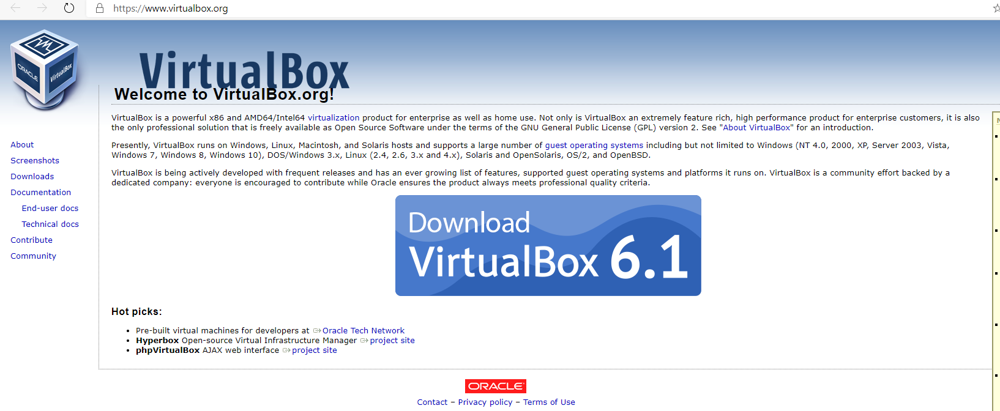 https://www.virtualbox.org
ORACLE
VirtualBox
VirtualBox
Welcome to VirtualBox.org!
VirtualBox is a powerful x86 and AMD64/Intel64 virtualization product for enterprise as well as home use. Not only is VirtualBox an extremely feature rich, high performance product for enterprise customers, it is also
the only professional solution that is freely available as Open Source Software under the terms of the GNU General Public License (GPL) version 2. See "About VirtualBox" for an introduction.
Presently, VirtualBox runs on Windows, Linux, Macintosh, and Solaris hosts and supports a large number of guest operating systems including but not limited to Windows (NT 4.0, 2000, XP, Server 2003, Vista,
Windows 7, Windows 8, Windows 10), DOS/Windows 3.x, Linux (2.4, 2.6, 3.x and 4.x), Solaris and OpenSolaris, OS/2, and OpenBSD.
VirtualBox is being actively developed with frequent releases and has an ever growing list of features, supported guest operating systems and platforms it runs on. VirtualBox is a community effort backed by a
dedicated company: everyone is encouraged to contribute while Oracle ensures the product always meets professional quality criteria.
About
Screenshots
Downloads
Documentation
End-user docs
Technical docs
Contribute
Community
Download
VirtualBox 6.1
Hot picks:
Pre-built virtual machines for developers at Oracle Tech Network
Hyperbox Open-source Virtual Infrastructure Manager project site
phpVirtualBox AJAX web interface project site
ORACLE
Contact – Privacy policy – Terms of Use